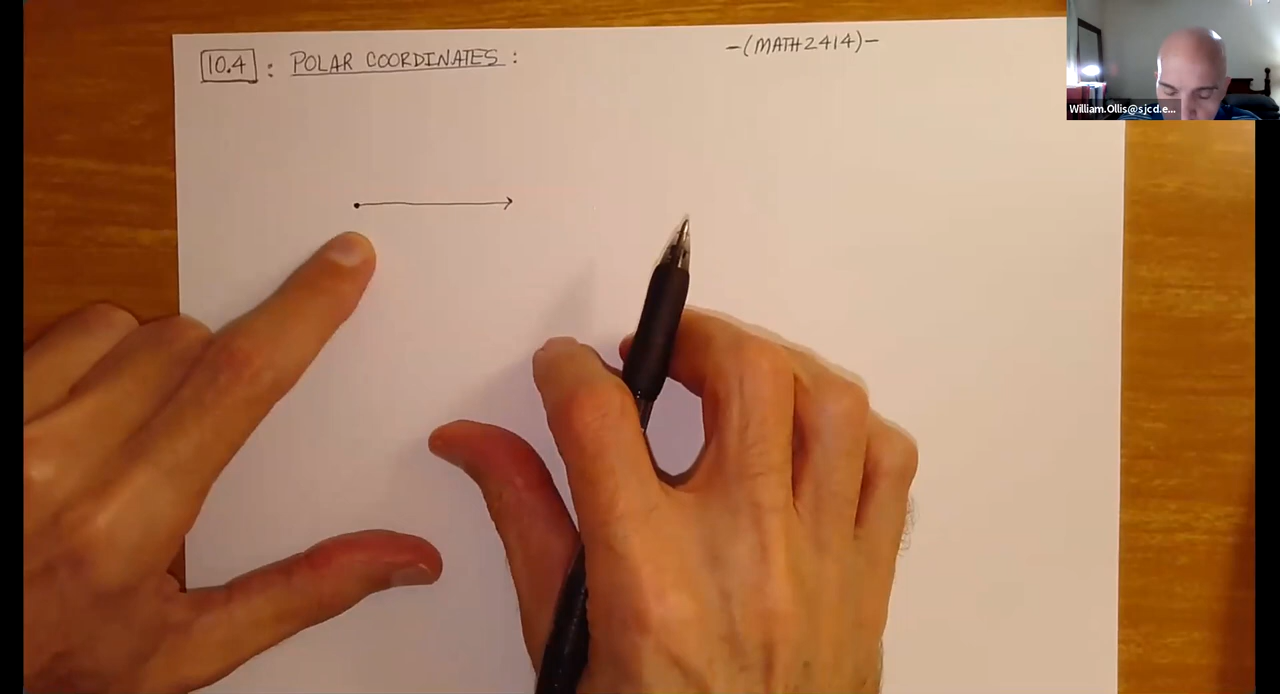 10.4 : POLAR COORDINATES :
-(MATH 2414)-
William.Ollis@sjcd.e...